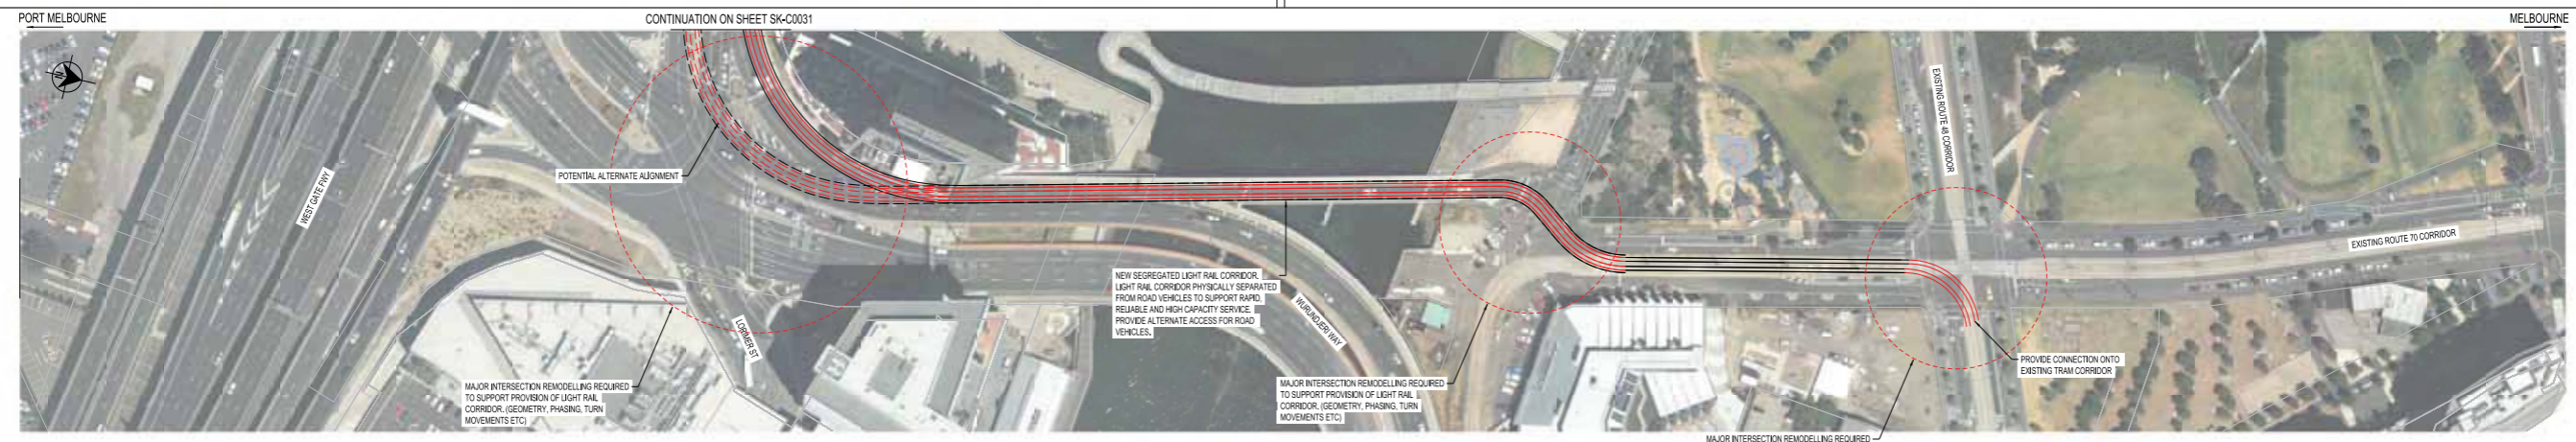 PORT MELBOURNE
CONTINUATION ON SHEET SK-C0031
MELBOURNE
N
WEST GATE FWY
POTENTIAL ALTERNATE ALIGNMENT
LORIMER ST
MAJOR INTERSECTION REMODELLING REQUIRED
TO SUPPORT PROVISION OF LIGHT RAIL
CORRIDOR. (GEOMETRY, PHASING, TURN
MOVEMENTS ETC)
NEW SEGREGATED LIGHT RAIL CORRIDOR.
LIGHT RAIL CORRIDOR PHYSICALLY SEPARATED
FROM ROAD VEHICLES TO SUPPORT RAPID,
RELIABLE AND HIGH CAPACITY SERVICE.
PROVIDE ALTERNATE ACCESS FOR ROAD
VEHICLES.
WURUNDJERI WAY
MAJOR INTERSECTION REMODELLING REQUIRED
TO SUPPORT PROVISION OF LIGHT RAIL
CORRIDOR. (GEOMETRY, PHASING, TURN
MOVEMENTS ETC)
EXISTING ROUTE 48 CORRIDOR
EXISTING ROUTE 70 CORRIDOR
PROVIDE CONNECTION ONTO
EXISTING TRAM CORRIDOR
MAJOR INTERSECTION REMODELLING REQUIRED